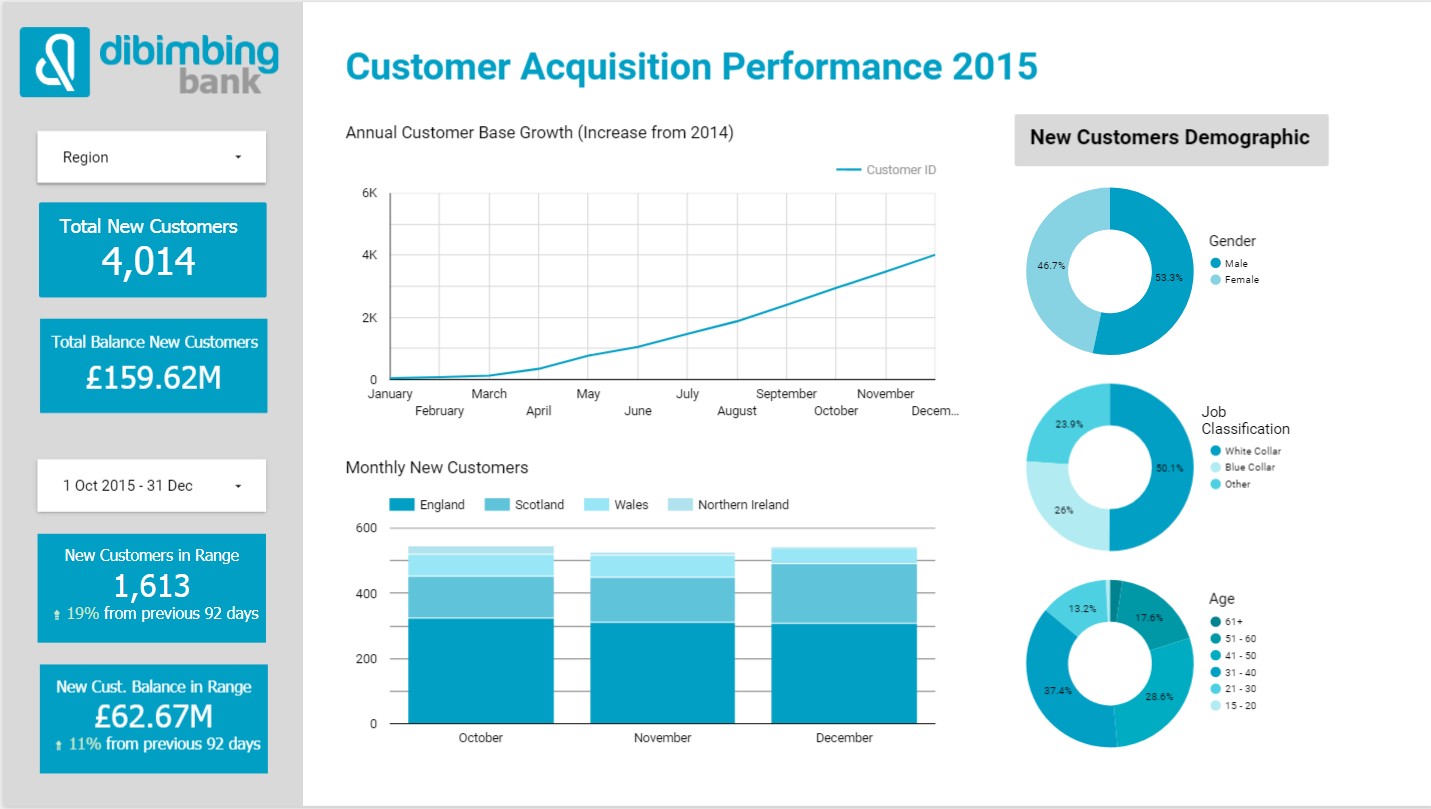 dibimbing
bank
Region
Total New Customers
4,014
Total Balance New Customers
£159.62M
1 Oct 2015 - 31 Dec
New Customers in Range
1,613
19% from previous 92 days
New Cust. Balance in Range
£62.67M
11% from previous 92 days
Customer Acquisition Performance 2015
Annual Customer Base Growth (Increase from 2014)
Customer ID
6K
4K
2K
0
January
February
March
April
May
June
July
August
September
October
November
Decem...
Monthly New Customers
England
Scotland
Wales
Northern Ireland
600
400
200
0
October
November
December
New Customers Demographic
46.7%
53.3%
Gender
Male
Female
23.9%
50.1%
26%
Job
Classification
White Collar
Blue Collar
Other
13.2%
17.6%
37.4%
28.6%
Age
61+
51 - 60
41 - 50
31 - 40
21 - 30
15 - 20